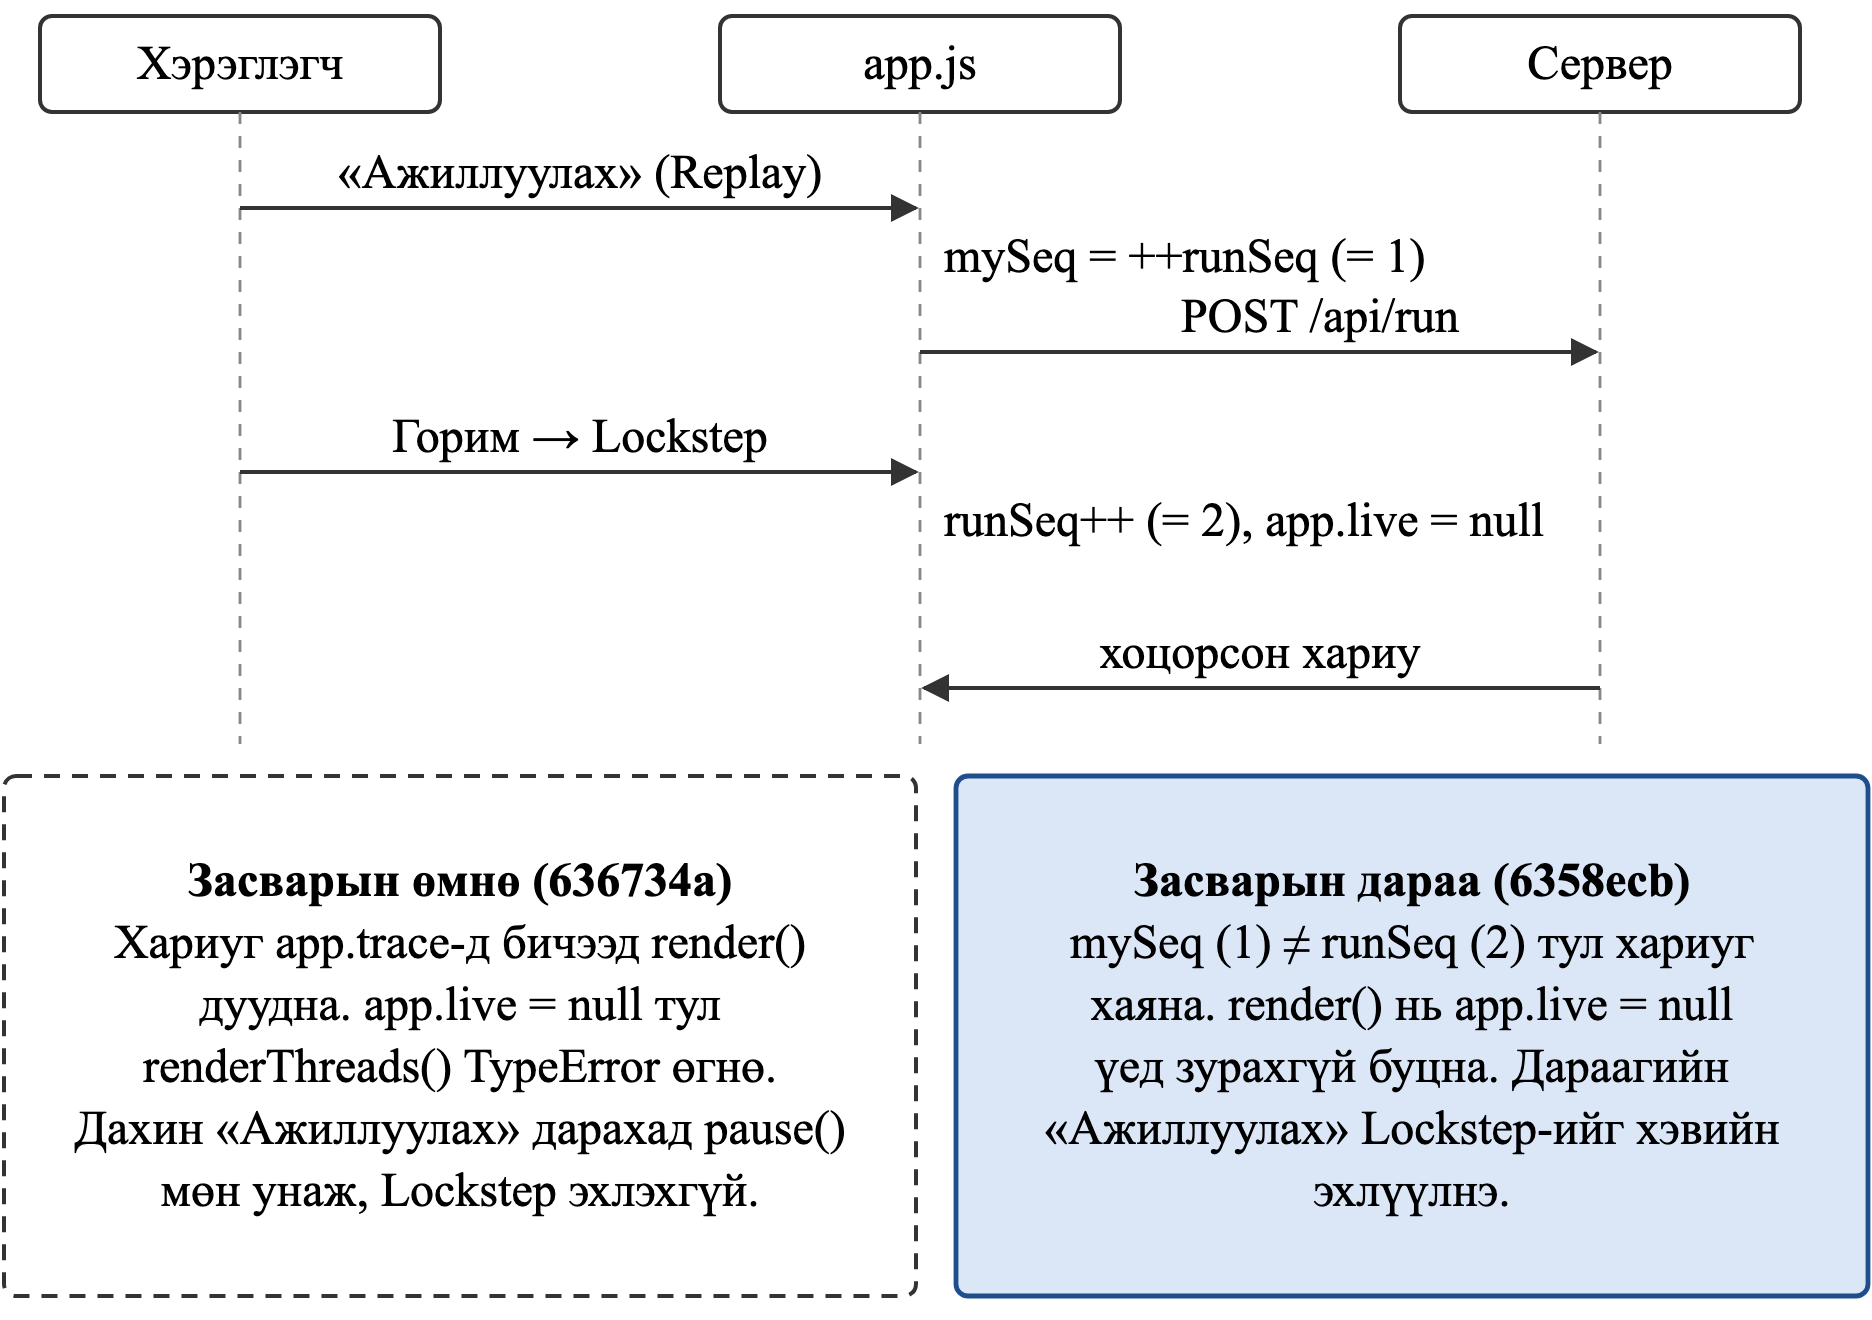 Хэрэглэгч
app.js
Сервер
«Ажиллуулах» (Replay)
mySeq = ++runSeq (= 1)
POST /api/run
Горим → Lockstep
runSeq++ (= 2), app.live = null
хоцорсон хариу
Засварын өмнө (636734a)
Хариуг app.trace-д бичээд render()
дуудна. app.live = null тул
renderThreads() TypeError өгнө.
Дахин «Ажиллуулах» дарахад pause()
мөн унаж, Lockstep эхлэхгүй.
Засварын дараа (6358ecb)
mySeq (1) ≠ runSeq (2) тул хариуг
хаяна. render() нь app.live = null
үед зурахгүй буцна. Дараагийн
«Ажиллуулах» Lockstep-ийг хэвийн
эхлүүлнэ.